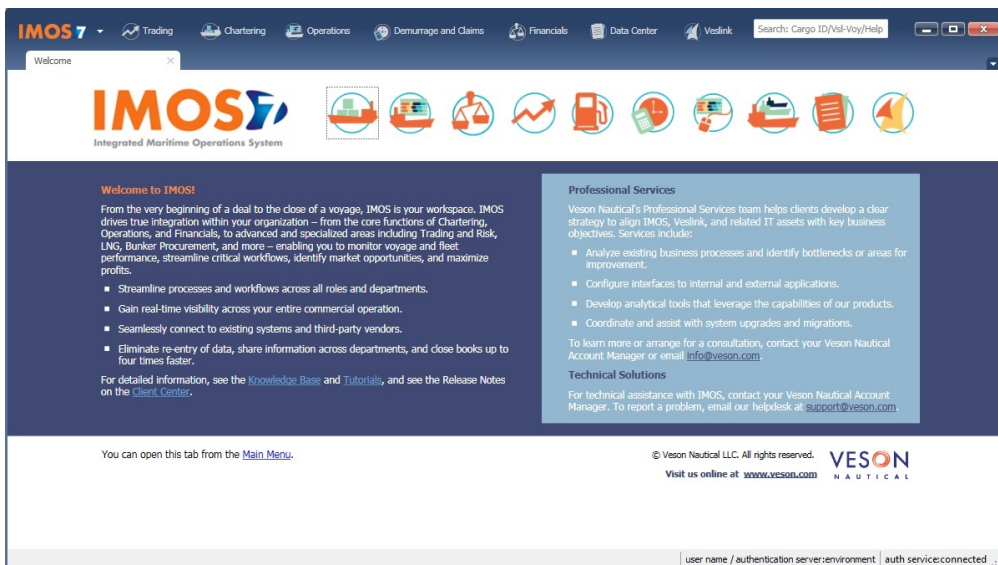 IMOS 7
Trading
Chartering
Operations
Demurrage and Claims
Financials
Data Center
Veslink
Search: Cargo ID/Vsl-Voy/Help
Welcome
IMOS7
Integrated Maritime Operations System
Welcome to IMOS!
From the very beginning of a deal to the close of a voyage, IMOS is your workspace. IMOS
drives true integration within your organization – from the core functions of Chartering,
Operations, and Financials, to advanced and specialized areas including Trading and Risk,
LNG, Bunker Procurement, and more – enabling you to monitor voyage and fleet
performance, streamline critical workflows, identify market opportunities, and maximize
profits.
Streamline processes and workflows across all roles and departments.
Gain real-time visibility across your entire commercial operation.
Seamlessly connect to existing systems and third-party vendors.
Eliminate re-entry of data, share information across departments, and close books up to
four times faster.
For detailed information, see the Knowledge Base and Tutorials, and see the Release Notes
on the Client Center.
Professional Services
Veson Nautical's Professional Services team helps clients develop a clear
strategy to align IMOS, Veslink, and related IT assets with key business
objectives. Services include:
Analyze existing business processes and identify bottlenecks or areas for
improvement.
Configure interfaces to internal and external applications.
Develop analytical tools that leverage the capabilities of our products.
Coordinate and assist with system upgrades and migrations.
To learn more or arrange for a consultation, contact your Veson Nautical
Account Manager or email info@veson.com.
Technical Solutions
For technical assistance with IMOS, contact your Veson Nautical Account
Manager. To report a problem, email our helpdesk at support@veson.com.
You can open this tab from the Main Menu.
© Veson Nautical LLC. All rights reserved.
Visit us online at www.veson.com
VESON
NAUTICAL
user name / authentication server:environment
auth service:connected